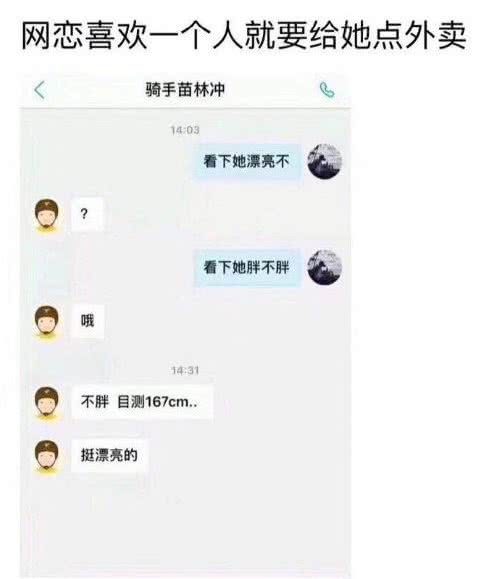 网恋喜欢一个人就要给她点外卖
骑手苗林冲
14:03
看下她漂亮不
?
看下她胖不胖
哦
14:31
不胖 目测167cm..
挺漂亮的